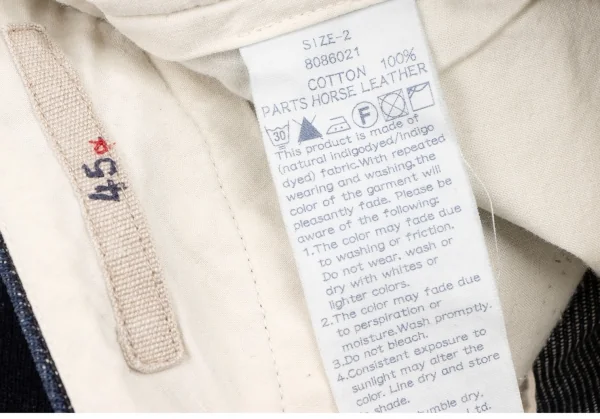 45R
SIZE-2
8086021
COTTON 100%
PARTS HORSE LEATHER
30 F
This product is made of
(natural indigodyed/indigo
dyed) fabric.With repeated
wearing and washing,the
color of the garment will
pleasantly fade. Please be
aware of the following:
1.The color may fade due
to washing or friction.
Do not wear, wash or
dry with whites or
lighter colors.
2.The color may fade due
to perspiration or
moisture.Wash promptly.
3.Do not bleach.
4.Consistent exposure to
sunlight may alter the
color. Line dry and store
shade.
tumble dry.
Ltd.